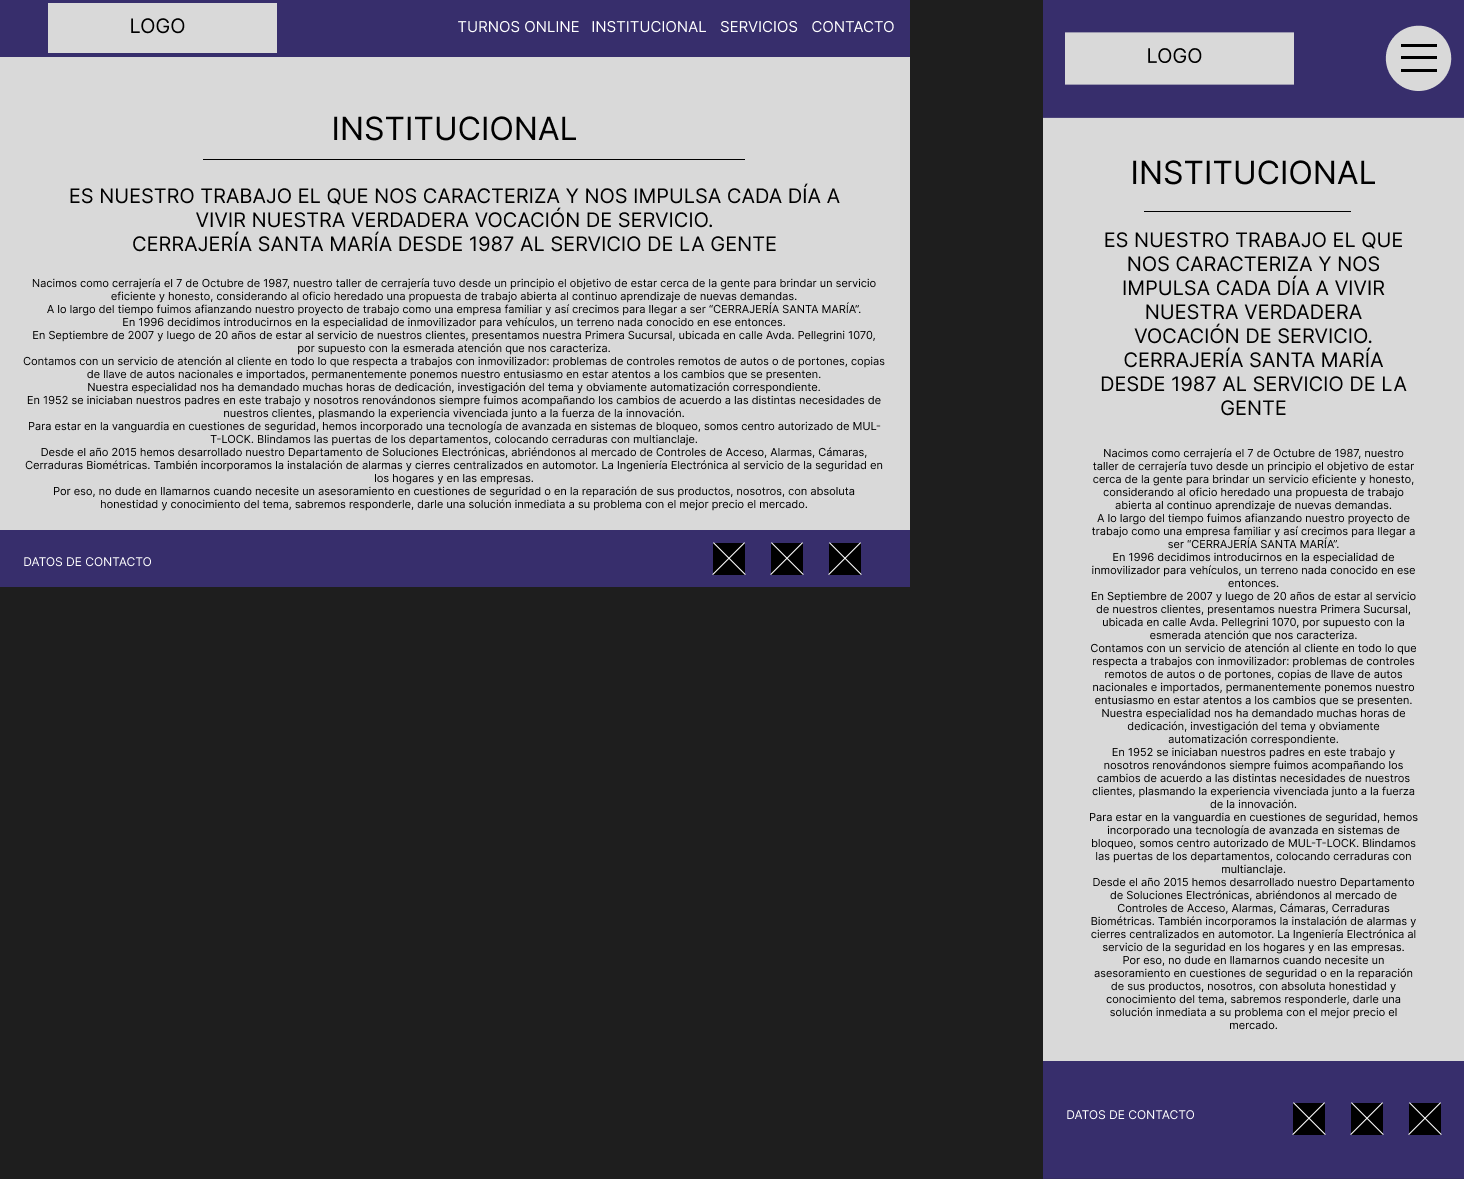 LOGO
TURNOS ONLINE INSTITUCIONAL SERVICIOS CONTACTO
INSTITUCIONAL
ES NUESTRO TRABAJO EL QUE NOS CARACTERIZA Y NOS IMPULSA CADA DÍA A
VIVIR NUESTRA VERDADERA VOCACIÓN DE SERVICIO.
CERRAJERÍA SANTA MARÍA DESDE 1987 AL SERVICIO DE LA GENTE
Nacimos como cerrajería el 7 de Octubre de 1987, nuestro taller de cerrajería tuvo desde un principio el objetivo de estar cerca de la gente para brindar un servicio
eficiente y honesto, considerando al oficio heredado una propuesta de trabajo abierta al continuo aprendizaje de nuevas demandas.
A lo largo del tiempo fuimos afianzando nuestro proyecto de trabajo como una empresa familiar y así crecimos para llegar a ser “CERRAJERÍA SANTA MARÍA”.
En 1996 decidimos introducirnos en la especialidad de inmovilizador para vehículos, un terreno nada conocido en ese entonces.
En Septiembre de 2007 y luego de 20 años de estar al servicio de nuestros clientes, presentamos nuestra Primera Sucursal, ubicada en calle Avda. Pellegrini 1070,
por supuesto con la esmerada atención que nos caracteriza.
Contamos con un servicio de atención al cliente en todo lo que respecta a trabajos con inmovilizador: problemas de controles remotos de autos o de portones, copias
de llave de autos nacionales e importados, permanentemente ponemos nuestro entusiasmo en estar atentos a los cambios que se presenten.
Nuestra especialidad nos ha demandado muchas horas de dedicación, investigación del tema y obviamente automatización correspondiente.
En 1952 se iniciaban nuestros padres en este trabajo y nosotros renovándonos siempre fuimos acompañando los cambios de acuerdo a las distintas necesidades de
nuestros clientes, plasmando la experiencia vivenciada junto a la fuerza de la innovación.
Para estar en la vanguardia en cuestiones de seguridad, hemos incorporado una tecnología de avanzada en sistemas de bloqueo, somos centro autorizado de MUL-
T-LOCK. Blindamos las puertas de los departamentos, colocando cerraduras con multianclaje.
Desde el año 2015 hemos desarrollado nuestro Departamento de Soluciones Electrónicas, abriéndonos al mercado de Controles de Acceso, Alarmas, Cámaras,
Cerraduras Biométricas. También incorporamos la instalación de alarmas y cierres centralizados en automotor. La Ingeniería Electrónica al servicio de la seguridad en
los hogares y en las empresas.
Por eso, no dude en llamarnos cuando necesite un asesoramiento en cuestiones de seguridad o en la reparación de sus productos, nosotros, con absoluta
honestidad y conocimiento del tema, sabremos responderle, darle una solución inmediata a su problema con el mejor precio el mercado.
DATOS DE CONTACTO
LOGO
INSTITUCIONAL
ES NUESTRO TRABAJO EL QUE
NOS CARACTERIZA Y NOS
IMPULSA CADA DÍA A VIVIR
NUESTRA VERDADERA
VOCACIÓN DE SERVICIO.
CERRAJERÍA SANTA MARÍA
DESDE 1987 AL SERVICIO DE LA
GENTE
Nacimos como cerrajería el 7 de Octubre de 1987, nuestro
taller de cerrajería tuvo desde un principio el objetivo de estar
cerca de la gente para brindar un servicio eficiente y honesto,
considerando al oficio heredado una propuesta de trabajo
abierta al continuo aprendizaje de nuevas demandas.
A lo largo del tiempo fuimos afianzando nuestro proyecto de
trabajo como una empresa familiar y así crecimos para llegar a
ser “CERRAJERÍA SANTA MARÍA”.
En 1996 decidimos introducirnos en la especialidad de
inmovilizador para vehículos, un terreno nada conocido en ese
entonces.
En Septiembre de 2007 y luego de 20 años de estar al servicio
de nuestros clientes, presentamos nuestra Primera Sucursal,
ubicada en calle Avda. Pellegrini 1070, por supuesto con la
esmerada atención que nos caracteriza.
Contamos con un servicio de atención al cliente en todo lo que
respecta a trabajos con inmovilizador: problemas de controles
remotos de autos o de portones, copias de llave de autos
nacionales e importados, permanentemente ponemos nuestro
entusiasmo en estar atentos a los cambios que se presenten.
Nuestra especialidad nos ha demandado muchas horas de
dedicación, investigación del tema y obviamente
automatización correspondiente.
En 1952 se iniciaban nuestros padres en este trabajo y
nosotros renovándonos siempre fuimos acompañando los
cambios de acuerdo a las distintas necesidades de nuestros
clientes, plasmando la experiencia vivenciada junto a la fuerza
de la innovación.
Para estar en la vanguardia en cuestiones de seguridad, hemos
incorporado una tecnología de avanzada en sistemas de
bloqueo, somos centro autorizado de MUL-T-LOCK. Blindamos
las puertas de los departamentos, colocando cerraduras con
multianclaje.
Desde el año 2015 hemos desarrollado nuestro Departamento
de Soluciones Electrónicas, abriéndonos al mercado de
Controles de Acceso, Alarmas, Cámaras, Cerraduras
Biométricas. También incorporamos la instalación de alarmas y
cierres centralizados en automotor. La Ingeniería Electrónica al
servicio de la seguridad en los hogares y en las empresas.
Por eso, no dude en llamarnos cuando necesite un
asesoramiento en cuestiones de seguridad o en la reparación
de sus productos, nosotros, con absoluta honestidad y
conocimiento del tema, sabremos responderle, darle una
solución inmediata a su problema con el mejor precio el
mercado.
DATOS DE CONTACTO